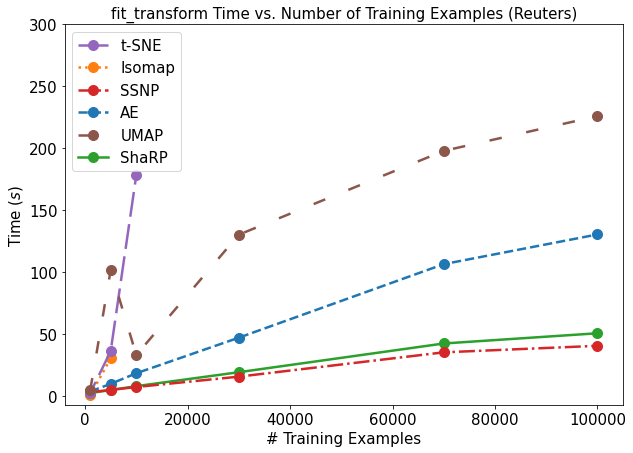 fit_transform Time vs. Number of Training Examples (Reuters)
300
250
200
150
100
50
0
Time (s)
t-SNE
Isomap
SSNP
AE
UMAP
ShaRP
0 20000 40000 60000 80000 100000
# Training Examples